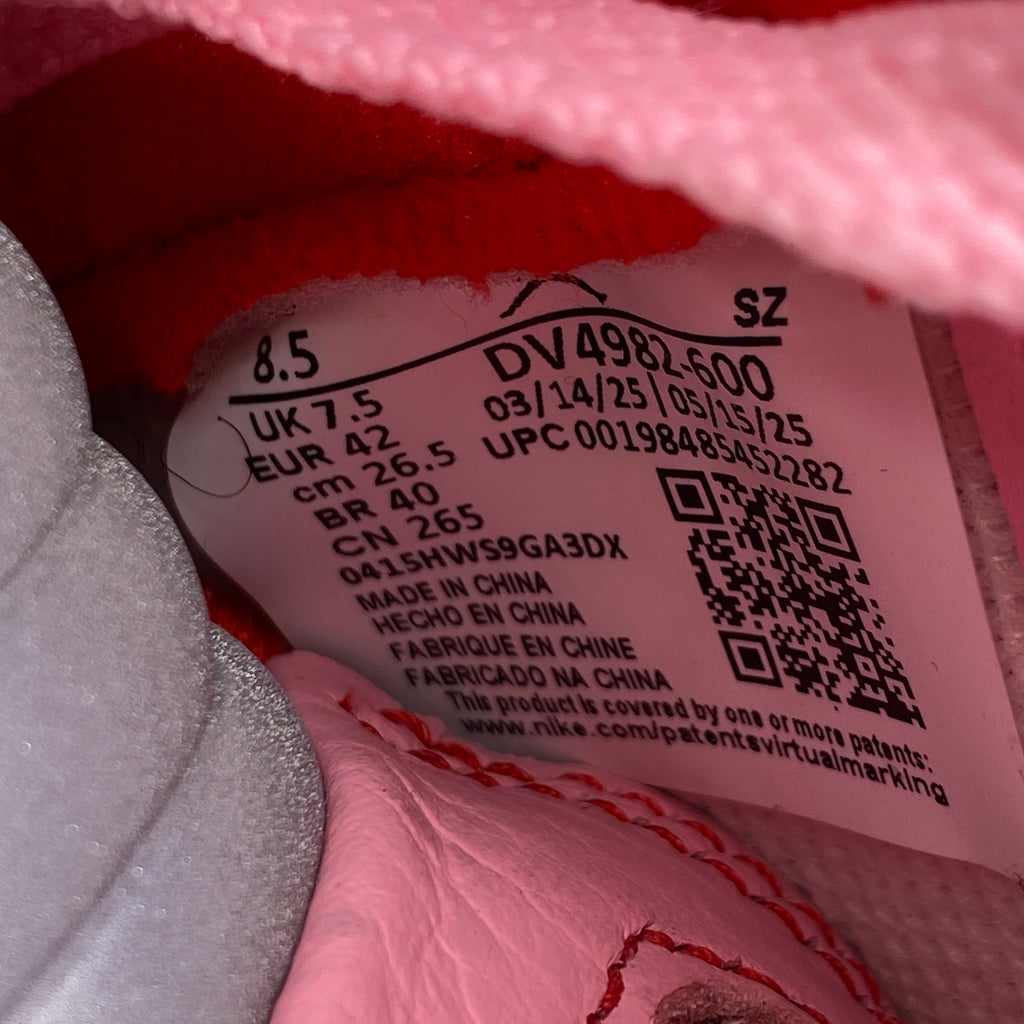 8.5 SZ
UK 7.5 DV4982-600
EUR 42 03/14/25 | 05/15/25
cm 26.5 UPC 00198485452282
BR 40
CN 265
0415HWS9GA3DX
MADE IN CHINA
HECHO EN CHINA
FABRIQUE EN CHINE
FABRICADO NA CHINA
This product is covered by one or more patents:
www.nike.com/patentsvirtualmarking